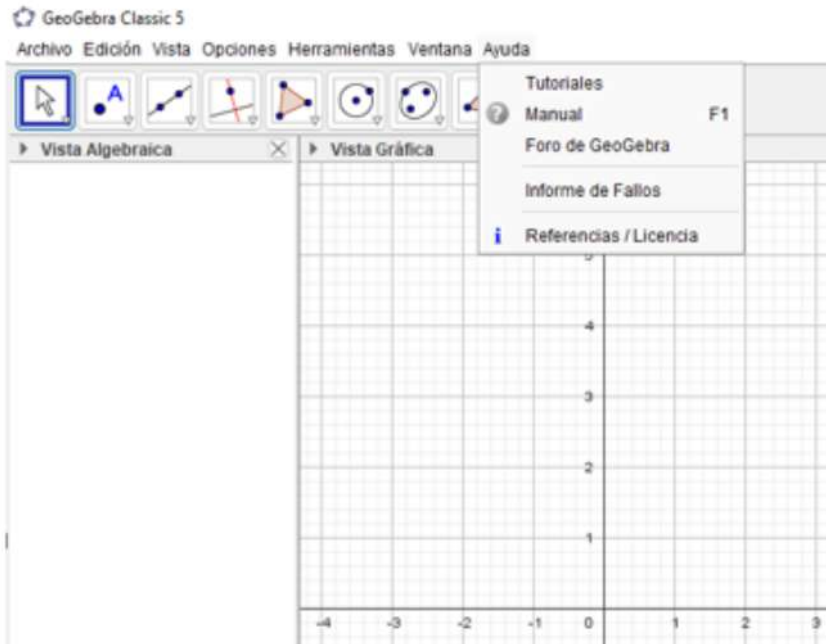 GeoGebra Classic 5
Archivo Edición Vista Opciones Herramientas Ventana Ayuda
A
Tutoriales
Manual F1
Foro de GeoGebra
Informe de Fallos
Referencias / Licencia
Vista Algebraica
Vista Gráfica
5
4
3
2
1
-4 -3 -2 -1 0 1 2 3